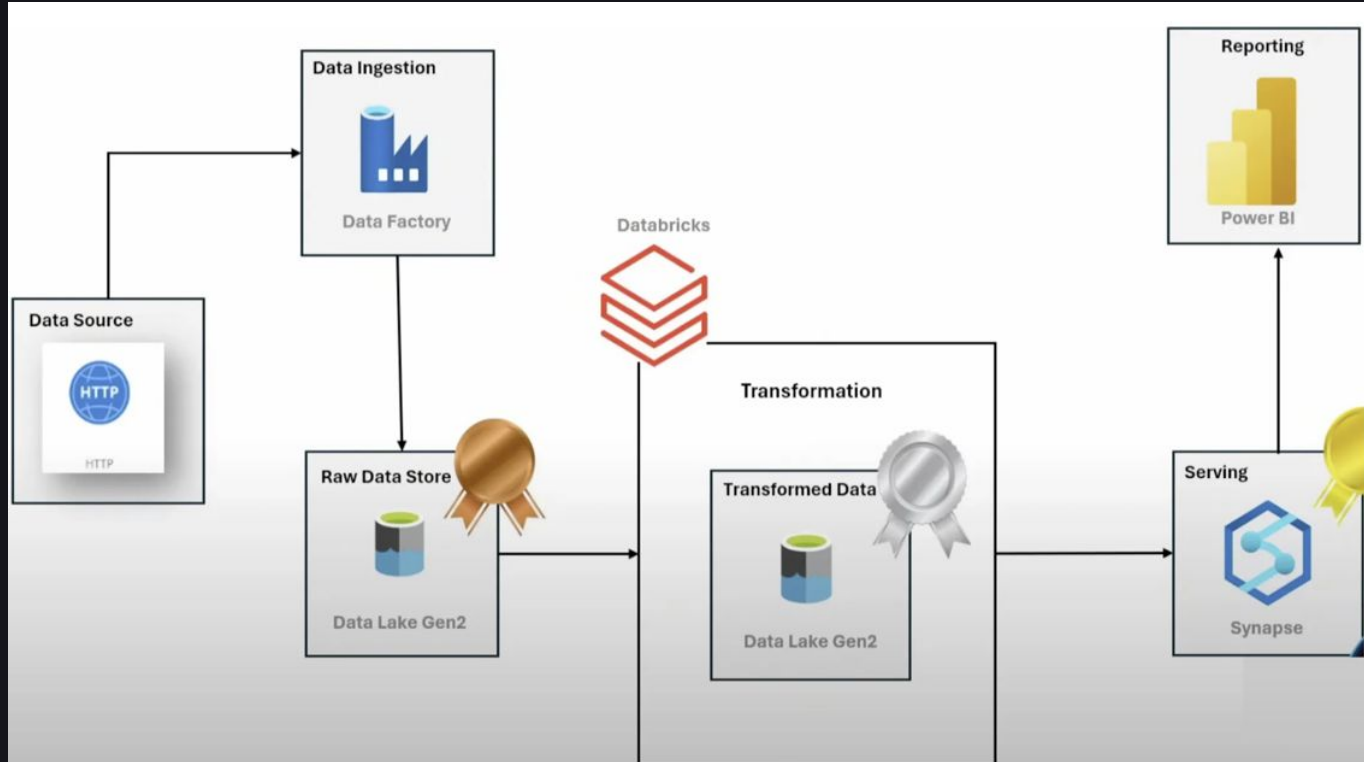 Data Ingestion
Data Factory
Reporting
Power BI
Databricks
Data Source
HTTP
HTTP
Transformation
Raw Data Store
Data Lake Gen2
Transformed Data
Data Lake Gen2
Serving
Synapse